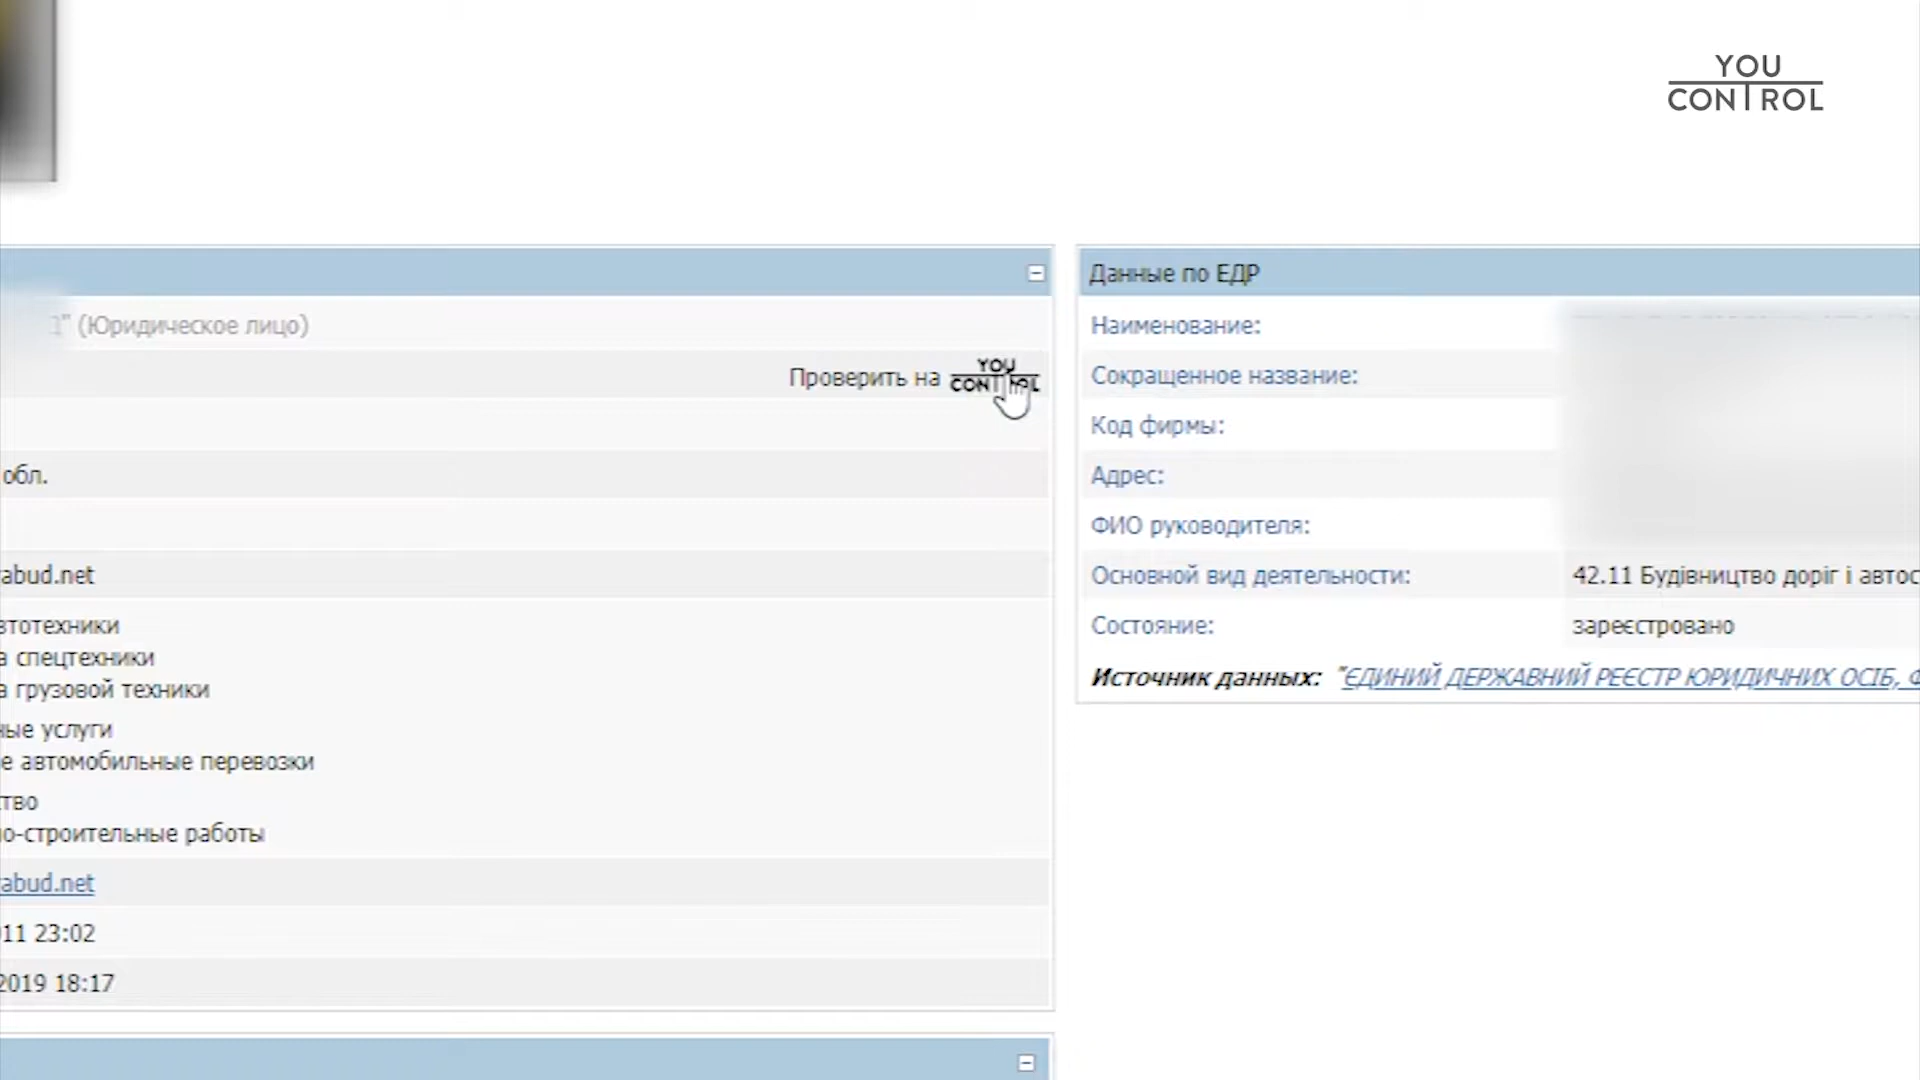 YOU
CONTROL
" (Юридическое лицо)
Проверить на YOU CONTROL
обл.
abud.net
втотехники
а спецтехники
а грузовой техники
ные услуги
е автомобильные перевозки
тво
но-строительные работы
abud.net
11 23:02
2019 18:17
Данные по ЕДР
Наименование:
Сокращенное название:
Код фирмы:
Адрес:
ФИО руководителя:
Основной вид деятельности: 42.11 Будівництво доріг і автос
Состояние: зареєстровано
Источник данных: "ЄДИНИЙ ДЕРЖАВНИЙ РЕЄСТР ЮРИДИЧНИХ ОСІБ, Ф